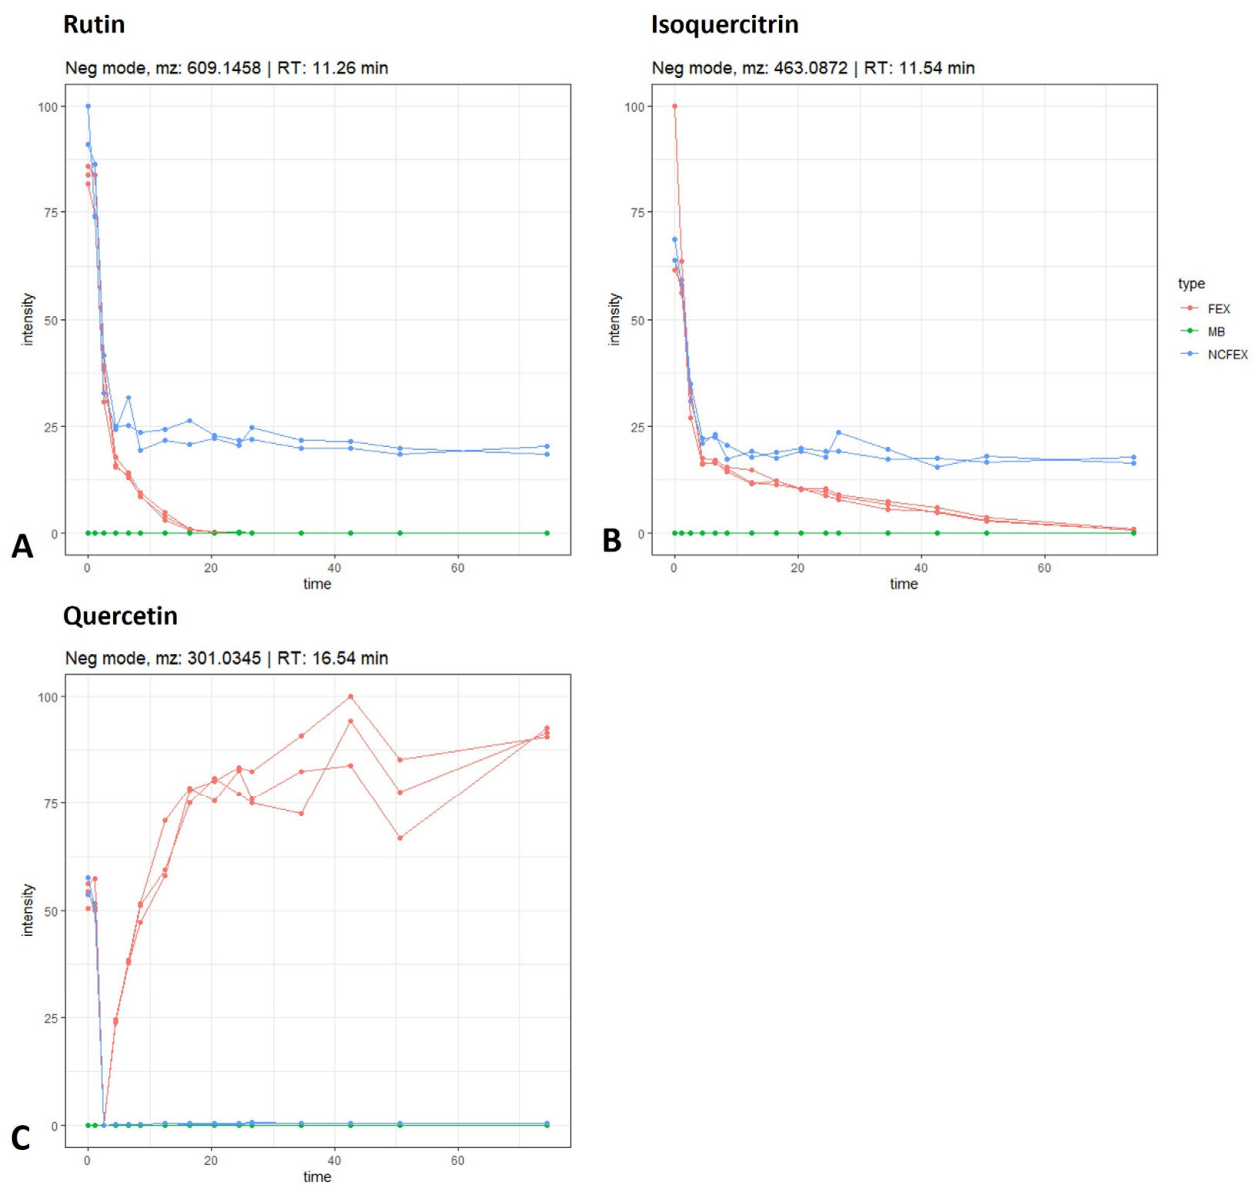 Rutin
Neg mode, mz: 609.1458 | RT: 11.26 min
100
75
50
25
0
intensity
0 20 40 60
time
A
Isoquercitrin
Neg mode, mz: 463.0872 | RT: 11.54 min
100
75
50
25
0
intensity
0 20 40 60
time
B
type
FEX
MB
NCFEX
Quercetin
Neg mode, mz: 301.0345 | RT: 16.54 min
100
75
50
25
0
intensity
0 20 40 60
time
C